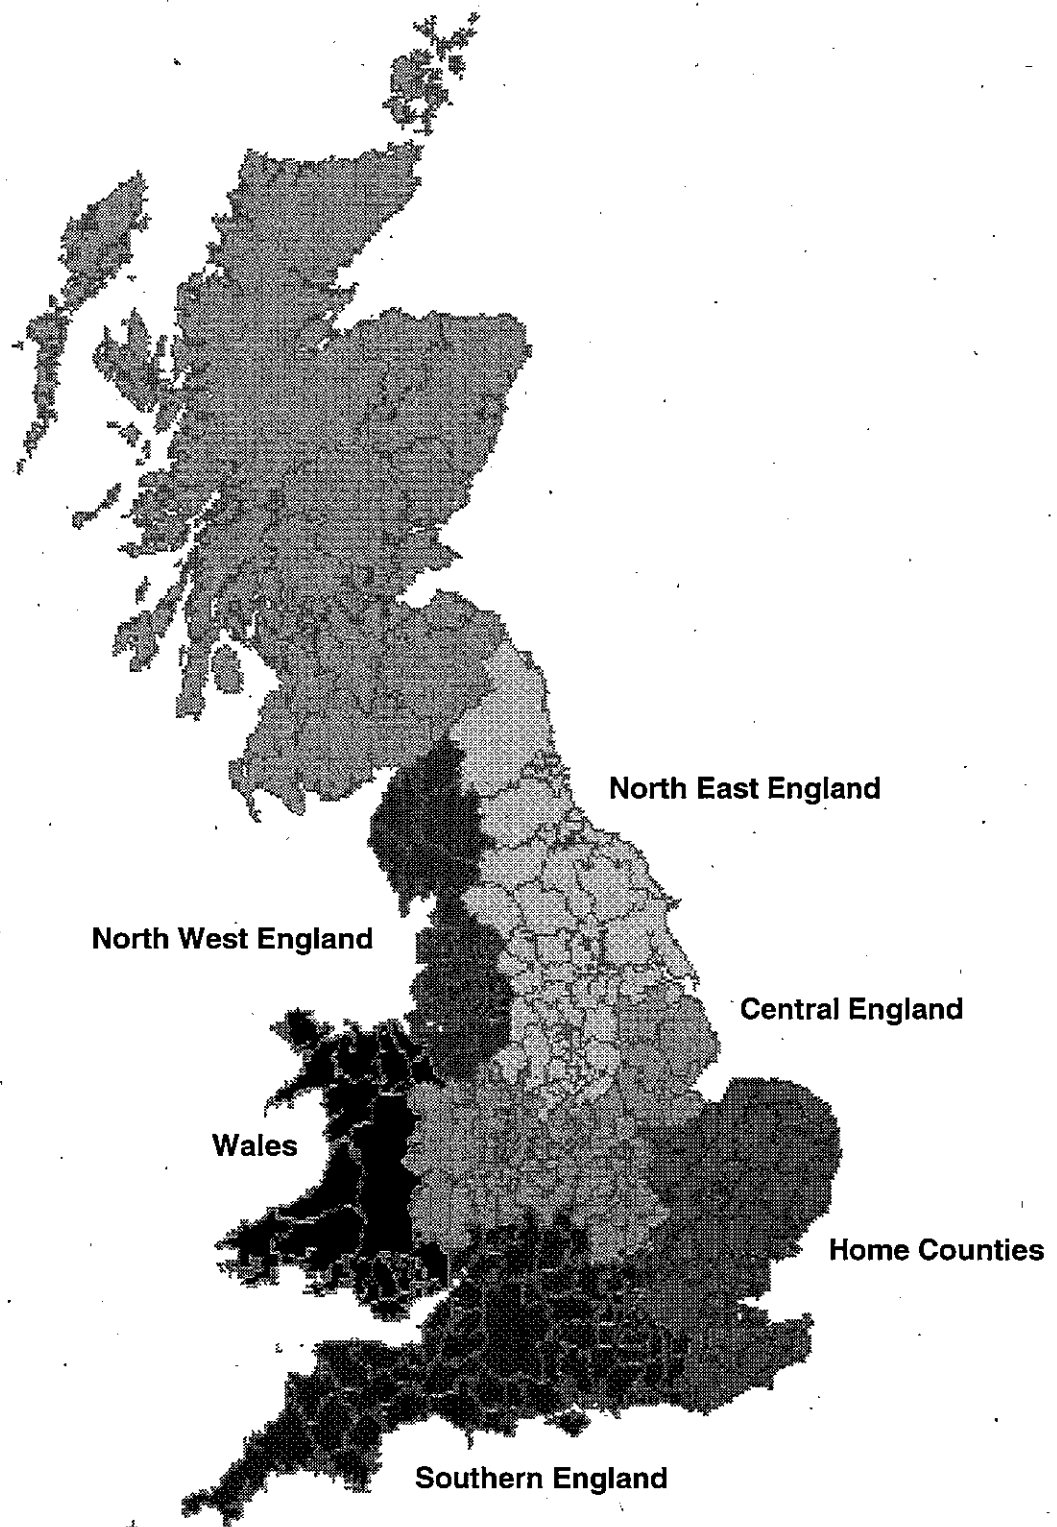 North East England
North West England
Central England
Wales
Home Counties
Southern England